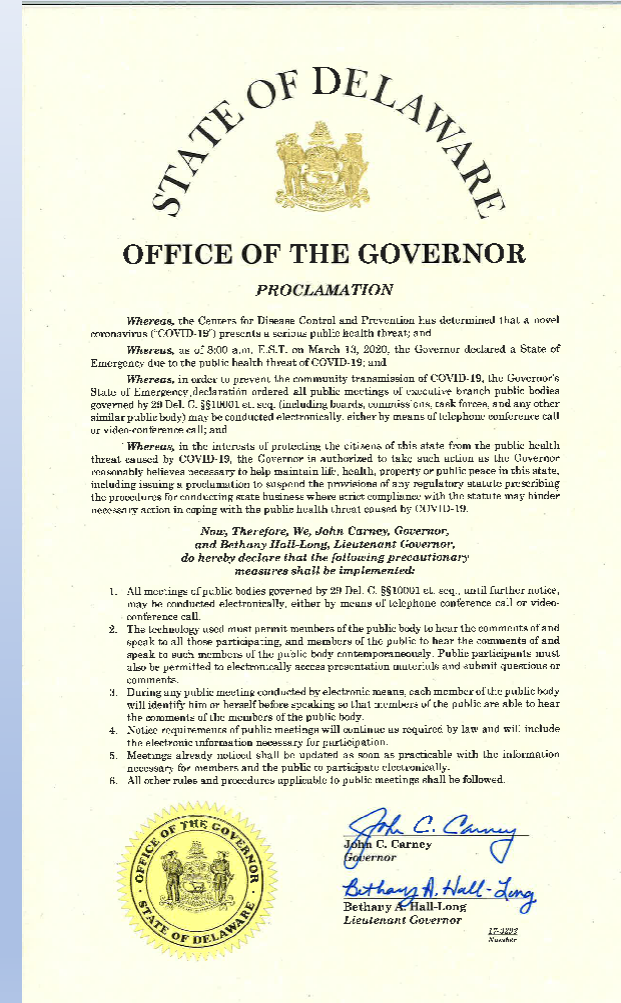 STATE OF DELAWARE
OFFICE OF THE GOVERNOR
PROCLAMATION
Whereas, the Centers for Disease Control and Prevention has determined that a novel
coronavirus ("COVID-19") presents a serious public health threat; and
Whereas, as of 8:00 a.m. E.S.T. on March 13, 2020, the Governor declared a State of
Emergency due to the public health threat of COVID-19; and
Whereas, in order to prevent the community transmission of COVID-19, the Governor's
State of Emergency declaration ordered all public meetings of executive branch public bodies
governed by 29 Del. C. §§10001 et. seq. (including boards, commissions, task forces, and any other
similar public body) may be conducted electronically, either by means of telephone conference call
or video-conference call; and
Whereas, in the interests of protecting the citizens of this state from the public health
threat caused by COVID-19, the Governor is authorized to take such action as the Governor
reasonably believes necessary to help maintain life, health, property or public peace in this state,
including issuing a proclamation to suspend the provisions of any regulatory statute prescribing
the procedures for conducting state business where strict compliance with the statute may hinder
necessary action in coping with the public health threat caused by COVID-19.
Now, Therefore, We, John Carney, Governor,
and Bethany Hall-Long, Lieutenant Governor,
do hereby declare that the following precautionary
measures shall be implemented:
1. All meetings of public bodies governed by 29 Del. C. §§10001 et. seq., until further notice,
may be conducted electronically, either by means of telephone conference call or video-
conference call.
2. The technology used must permit members of the public body to hear the comments of and
speak to all those participating, and members of the public to hear the comments of and
speak to such members of the public body contemporaneously. Public participants must
also be permitted to electronically access presentation materials and submit questions or
comments.
3. During any public meeting conducted by electronic means, each member of the public body
will identify him or herself before speaking so that members of the public are able to hear
the comments of the members of the public body.
4. Notice requirements of public meetings will continue as required by law and will include
the electronic information necessary for participation.
5. Meetings already noticed shall be updated as soon as practicable with the information
necessary for members and the public to participate electronically.
6. All other rules and procedures applicable to public meetings shall be followed.
OFFICE OF THE GOVERNOR
STATE OF DELAWARE
John C. Carney
John C. Carney
Governor
Bethany A. Hall-Long
Bethany A. Hall-Long
Lieutenant Governor
17-4292
Number